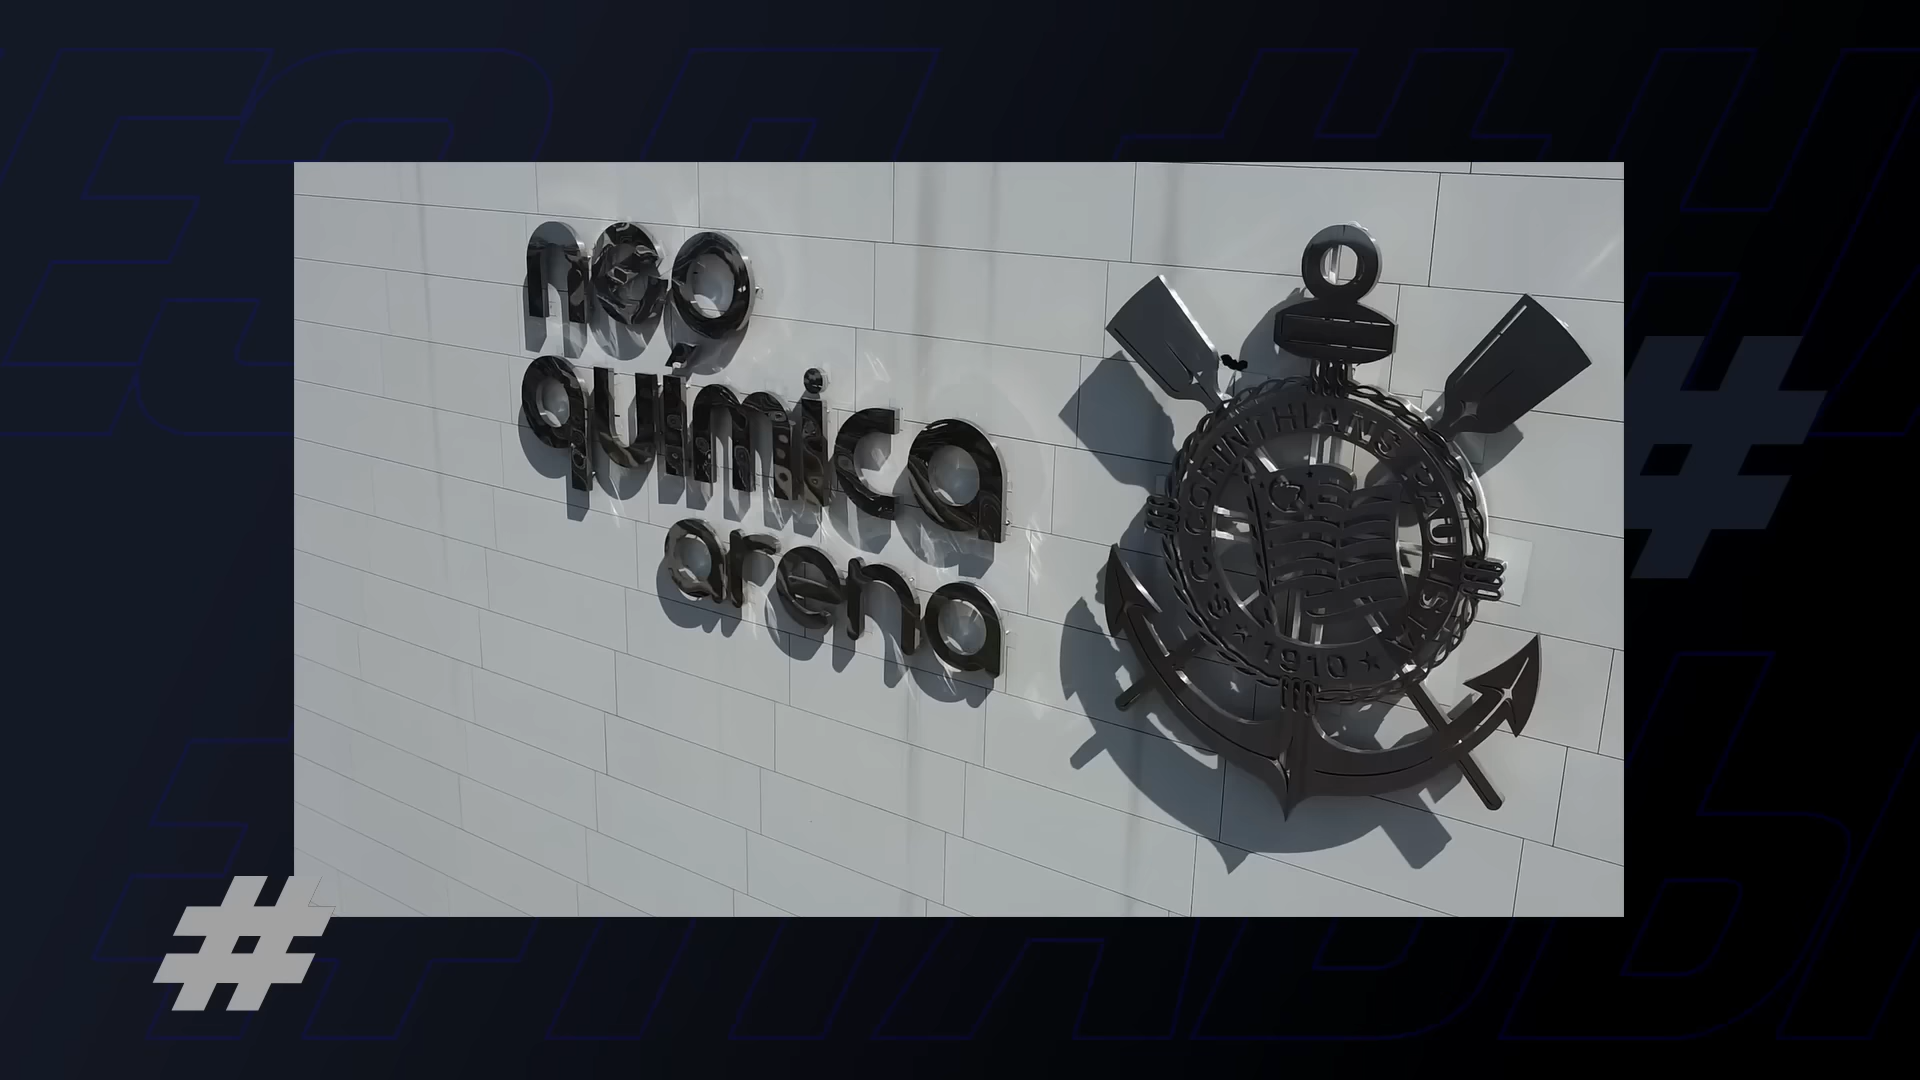 neo
química
arena
S. C. CORINTHIANS PAULISTA
★ 1910 ★
#
#